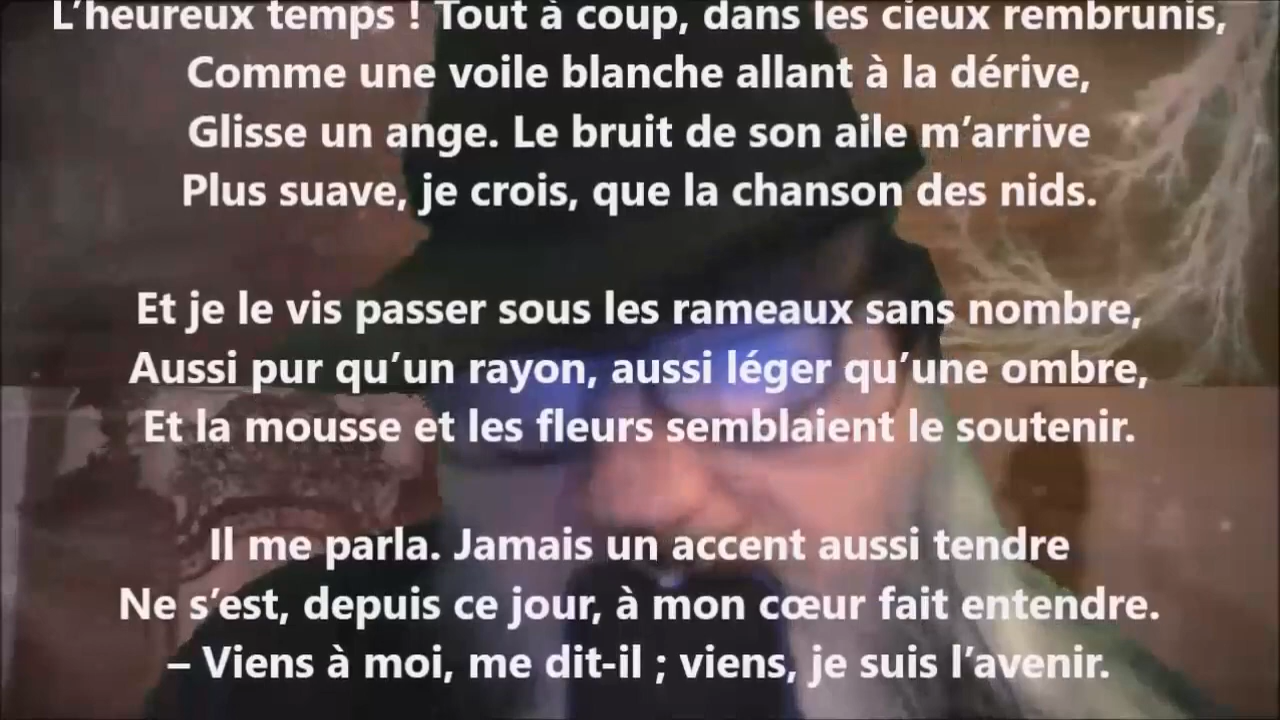 L’heureux temps ! Tout à coup, dans les cieux rembrunis,
Comme une voile blanche allant à la dérive,
Glisse un ange. Le bruit de son aile m’arrive
Plus suave, je crois, que la chanson des nids.
Et je le vis passer sous les rameaux sans nombre,
Aussi pur qu’un rayon, aussi léger qu’une ombre,
Et la mousse et les fleurs semblaient le soutenir.
Il me parla. Jamais un accent aussi tendre
Ne s’est, depuis ce jour, à mon cœur fait entendre.
– Viens à moi, me dit-il ; viens, je suis l’avenir.